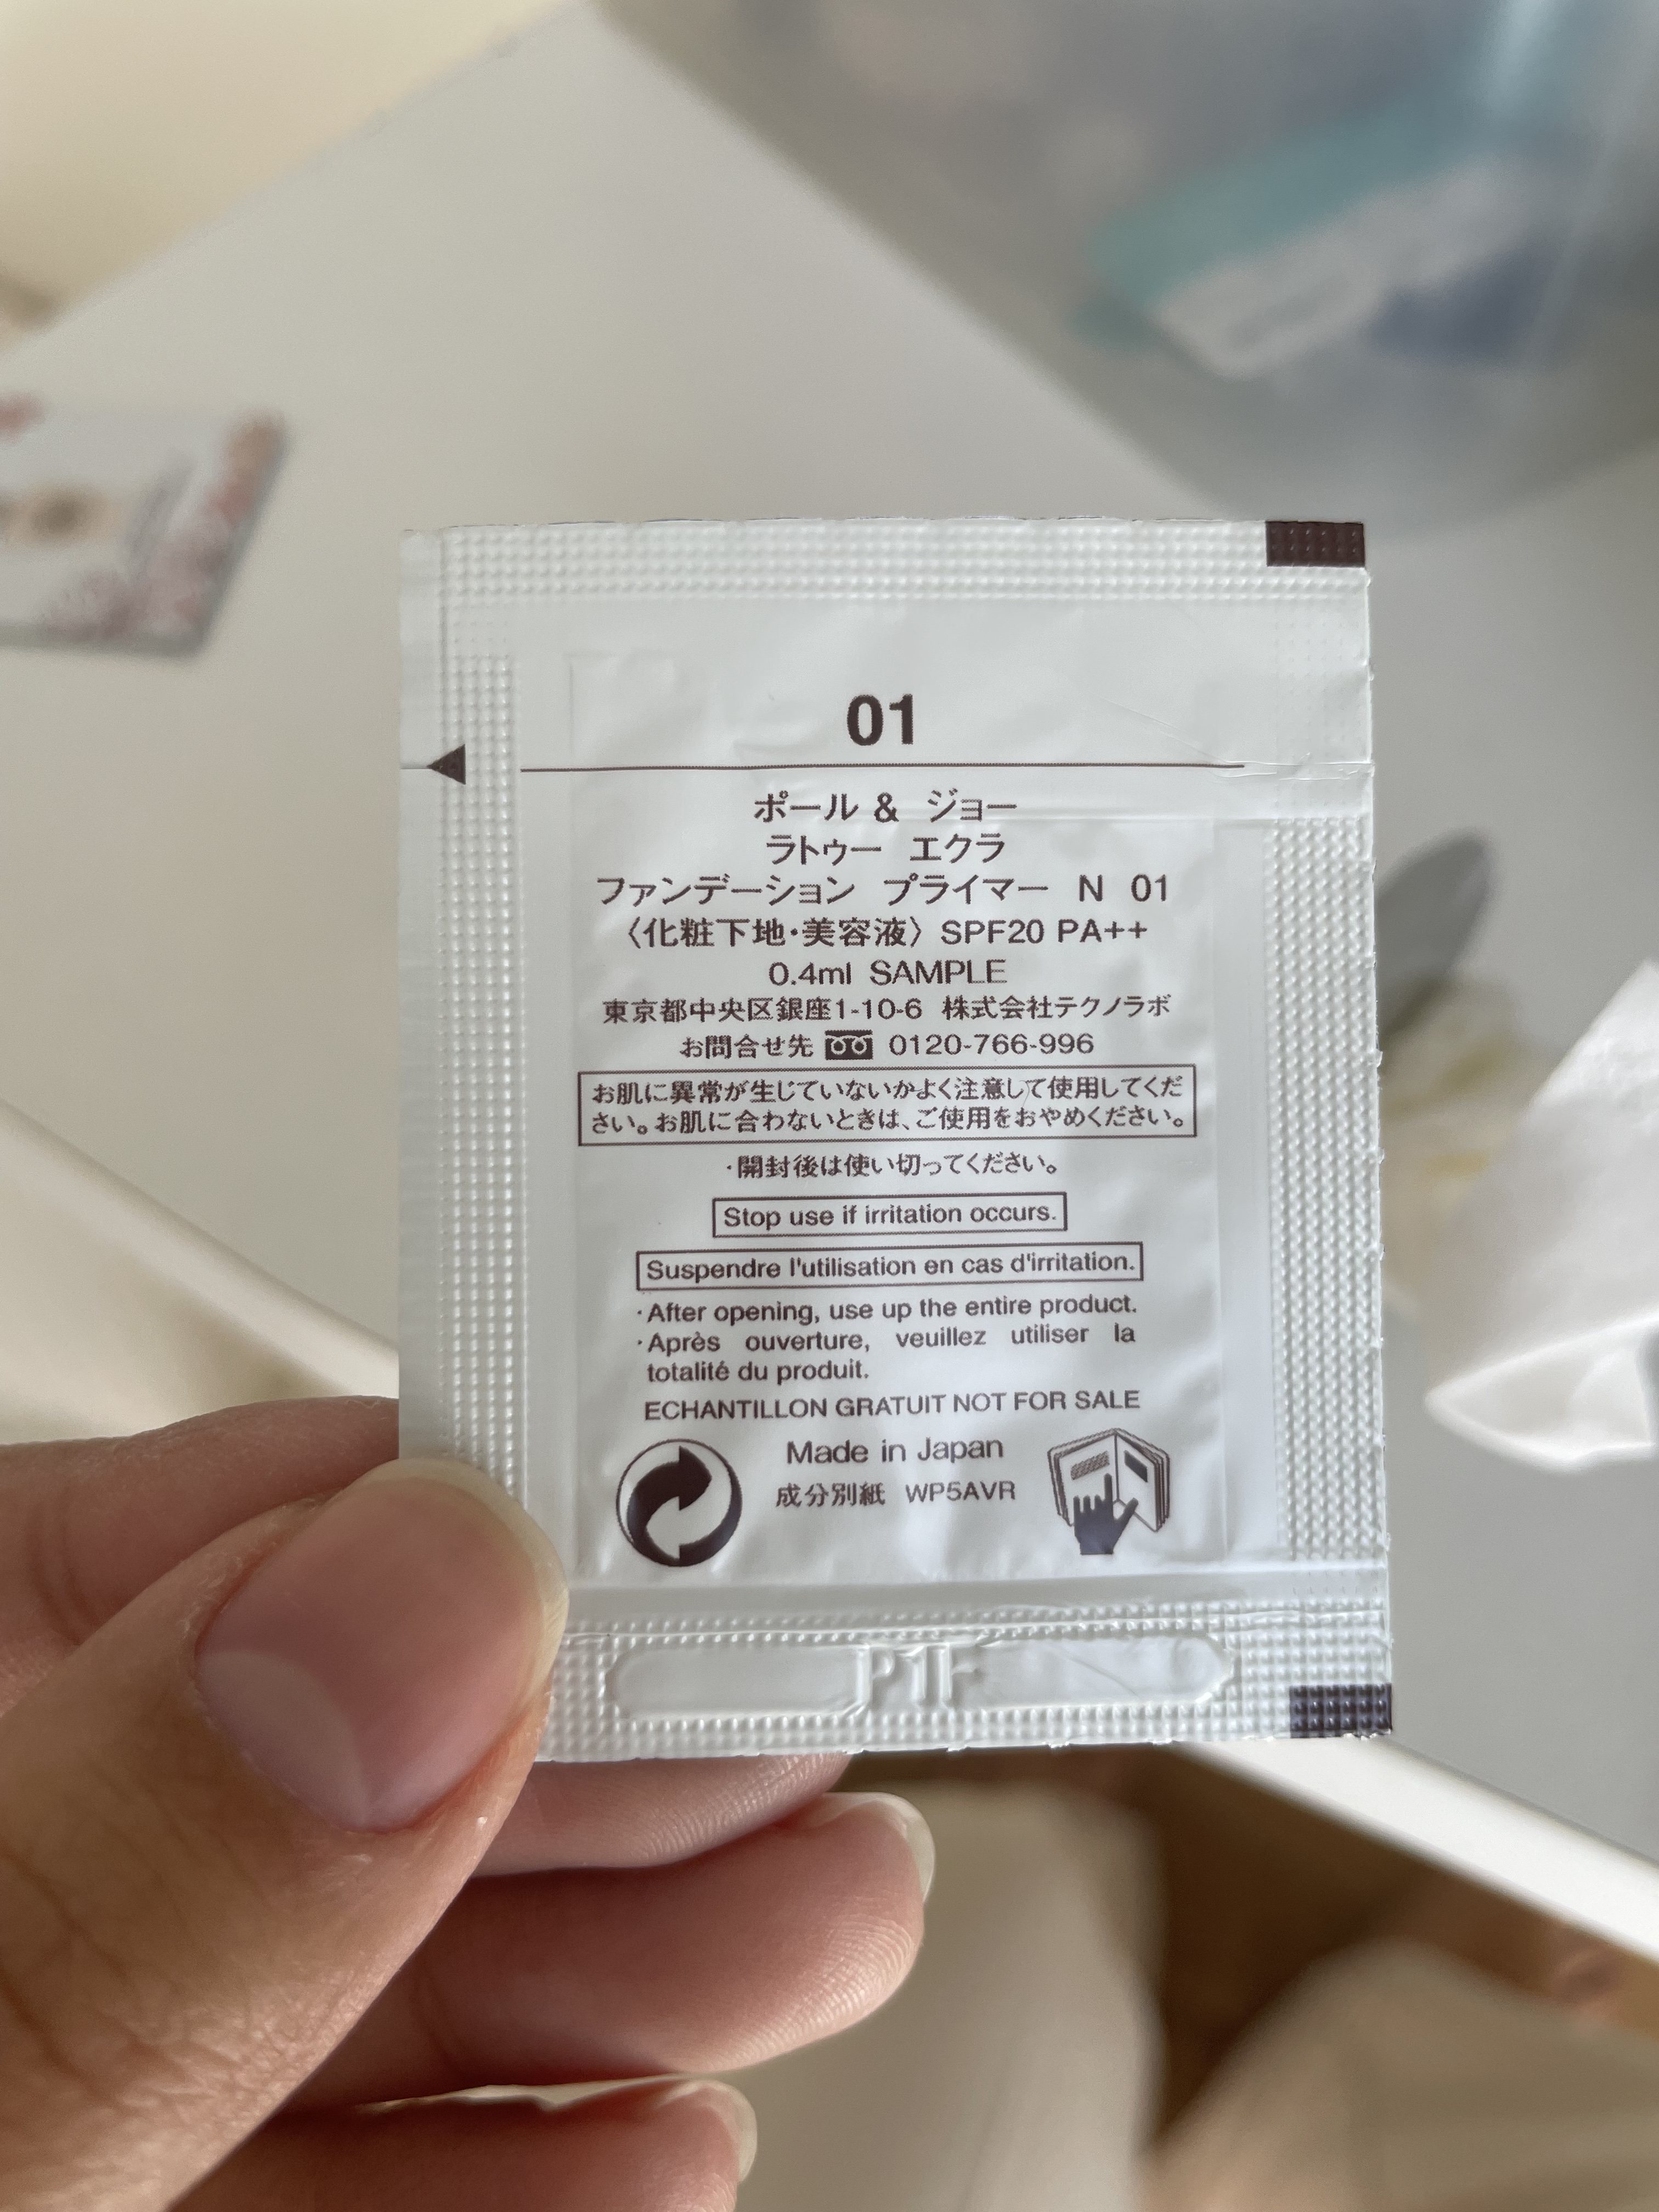 01
ポール & ジョー
ラトゥー エクラ
ファンデーション プライマー N 01
〈化粧下地・美容液〉SPF20 PA++
0.4ml SAMPLE
東京都中央区銀座1-10-6 株式会社テクノラボ
お問合せ先 0120-766-996
お肌に異常が生じていないかよく注意して使用してくだ
さい。お肌に合わないときは、ご使用をおやめください。
・開封後は使い切ってください。
Stop use if irritation occurs.
Suspendre l'utilisation en cas d'irritation.
・After opening, use up the entire product.
・Après ouverture, veuillez utiliser la
totalité du produit.
ECHANTILLON GRATUIT NOT FOR SALE
Made in Japan
成分別紙 WP5AVR
P1F